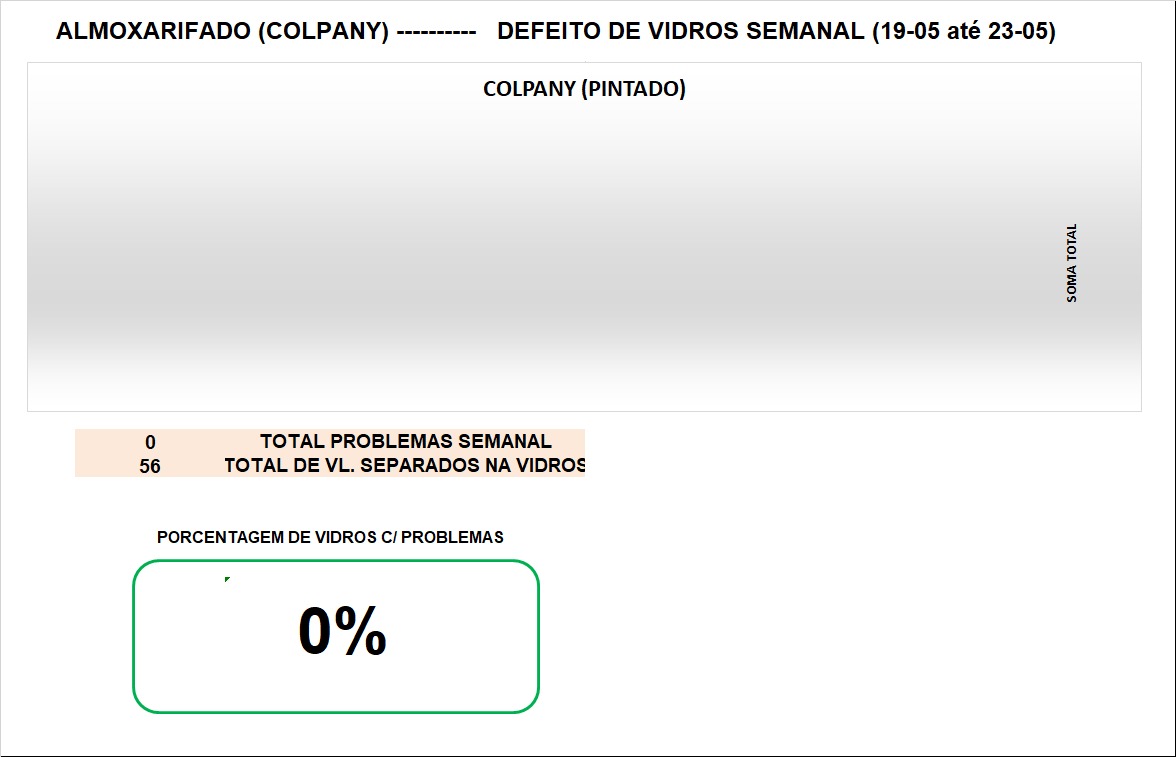 ALMOXARIFADO (COLPANY) ---------- DEFEITO DE VIDROS SEMANAL (19-05 até 23-05)
COLPANY (PINTADO)
SOMA TOTAL
0 TOTAL PROBLEMAS SEMANAL
56 TOTAL DE VL. SEPARADOS NA VIDROS
PORCENTAGEM DE VIDROS C/ PROBLEMAS
0%